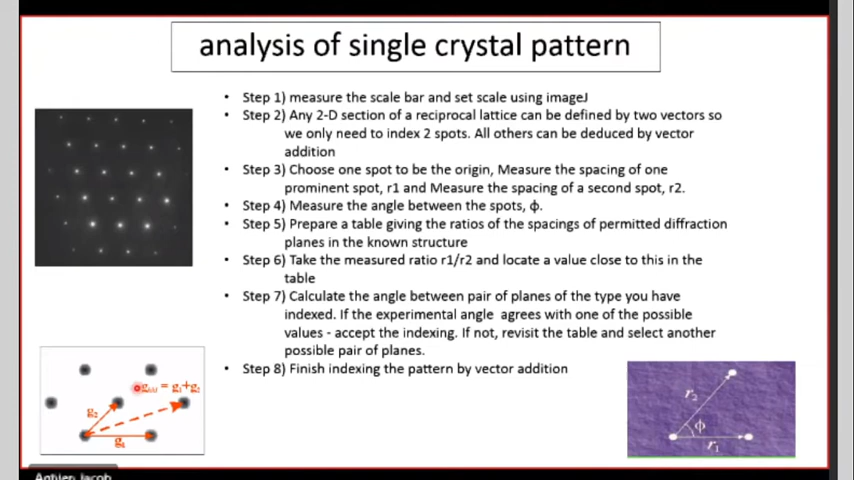 analysis of single crystal pattern
• Step 1) measure the scale bar and set scale using imageJ
• Step 2) Any 2-D section of a reciprocal lattice can be defined by two vectors so
we only need to index 2 spots. All others can be deduced by vector
addition
• Step 3) Choose one spot to be the origin, Measure the spacing of one
prominent spot, r1 and Measure the spacing of a second spot, r2.
• Step 4) Measure the angle between the spots, ϕ.
• Step 5) Prepare a table giving the ratios of the spacings of permitted diffraction
planes in the known structure
• Step 6) Take the measured ratio r1/r2 and locate a value close to this in the
table
• Step 7) Calculate the angle between pair of planes of the type you have
indexed. If the experimental angle agrees with one of the possible
values - accept the indexing. If not, revisit the table and select another
possible pair of planes.
• Step 8) Finish indexing the pattern by vector addition
g₂
g₁
= g₁+g₂
r₂
ϕ
r₁
Jacob